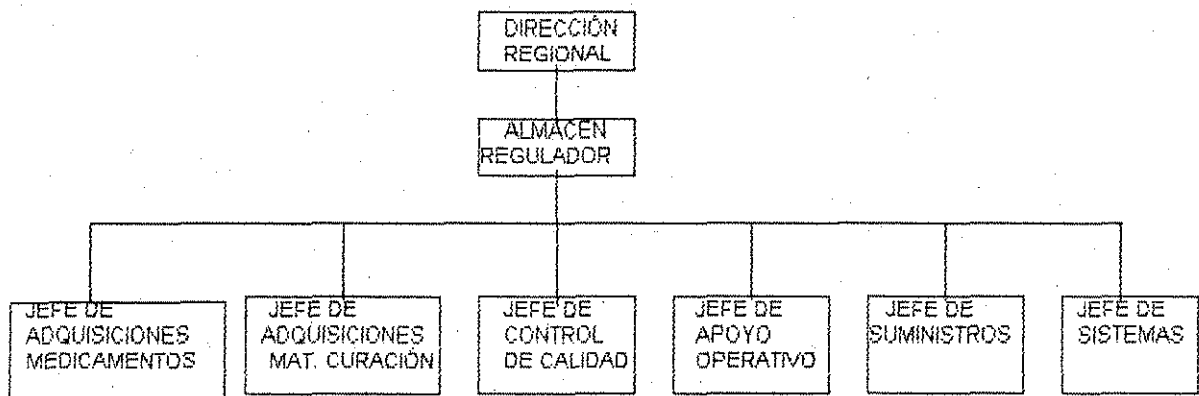 DIRECCIÓN
REGIONAL
ALMACÉN
REGULADOR
JEFE DE
ADQUISICIONES
MEDICAMENTOS
JEFE DE
ADQUISICIONES
MAT. CURACIÓN
JEFE DE
CONTROL
DE CALIDAD
JEFE DE
APOYO
OPERATIVO
JEFE DE
SUMINISTROS
JEFE DE
SISTEMAS